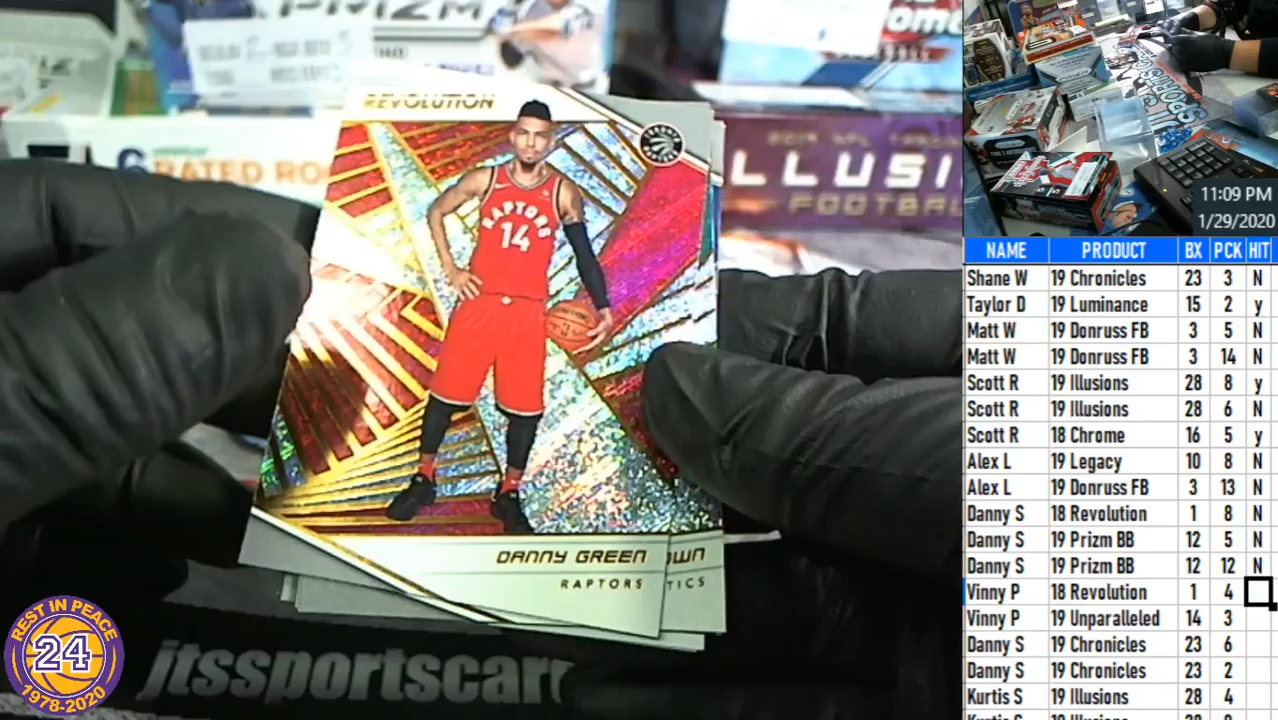 PRIZM
RATED RO
ILLUSI
FOOTBAL
REVOLUTION
RAPTORS
14
DANNY GREEN
RAPTORS
OWN
TICS
jtssportscar
REST IN PEACE
24
1978-2020
11:09 PM
1/29/2020
NAME PRODUCT BX PCK HIT
Shane W 19 Chronicles 23 3 N
Taylor D 19 Luminance 15 2 y
Matt W 19 Donruss FB 3 5 N
Matt W 19 Donruss FB 3 14 N
Scott R 19 Illusions 28 8 y
Scott R 19 Illusions 28 6 N
Scott R 18 Chrome 16 5 y
Alex L 19 Legacy 10 8 N
Alex L 19 Donruss FB 3 13 N
Danny S 18 Revolution 1 8 N
Danny S 19 Prizm BB 12 5 N
Danny S 19 Prizm BB 12 12 N
Vinny P 18 Revolution 1 4
Vinny P 19 Unparalleled 14 3
Danny S 19 Chronicles 23 6
Danny S 19 Chronicles 23 2
Kurtis S 19 Illusions 28 4